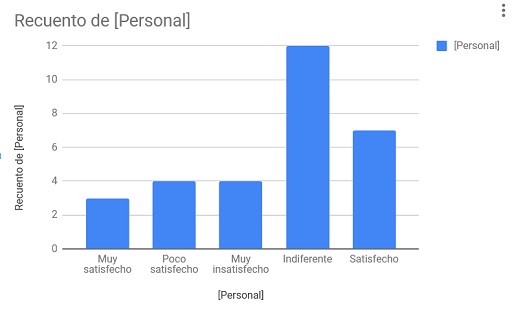 Recuento de [Personal]
[Personal]
Recuento de [Personal]
12
10
8
6
4
2
0
Muy
satisfecho
Poco
satisfecho
Muy
insatisfecho
Indiferente
Satisfecho
[Personal]